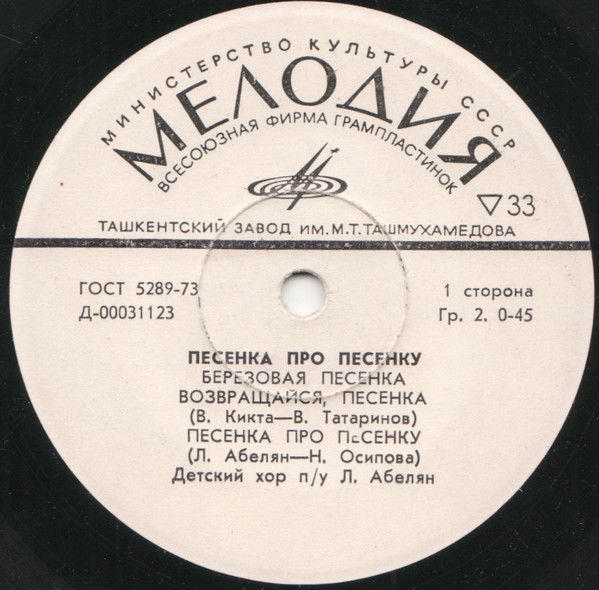 МИНИСТЕРСТВО КУЛЬТУРЫ СССР
МЕЛОДИЯ
ВСЕСОЮЗНАЯ ФИРМА ГРАМПЛАСТИНОК
33
ТАШКЕНТСКИЙ ЗАВОД ИМ. М.Т. ТАШМУХАМЕДОВА
ГОСТ 5289-73
Д-00031123
1 сторона
Гр. 2. 0-45
ПЕСЕНКА ПРО ПЕСЕНКУ
БЕРЕЗОВАЯ ПЕСЕНКА
ВОЗВРАЩАЙСЯ, ПЕСЕНКА
(В. Кикта—В. Татаринов)
ПЕСЕНКА ПРО ПЕСЕНКУ
(Л. Абелян—Н. Осипова)
Детский хор п/у Л. Абелян